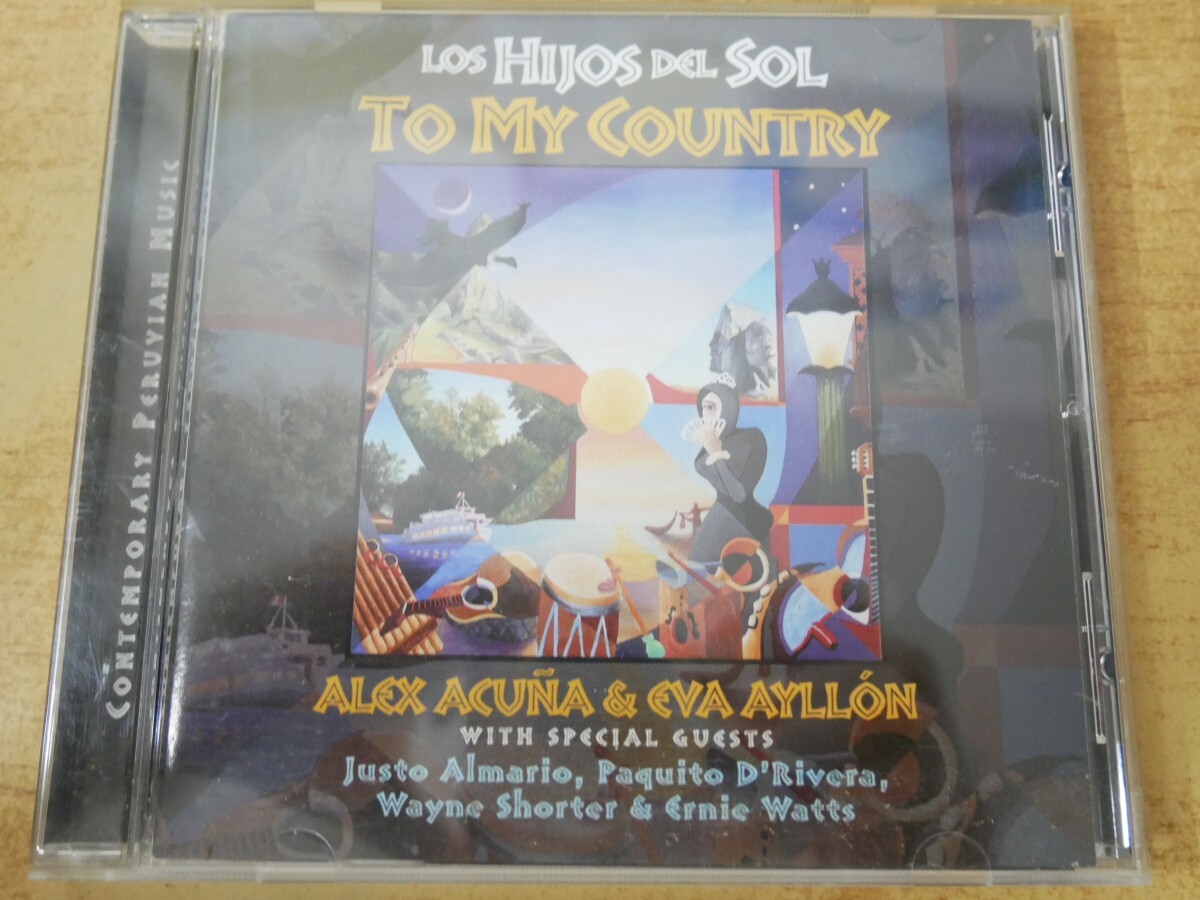 LOS HIJOS DEL SOL
TO MY COUNTRY
CONTEMPORARY PERUVIAN MUSIC
ALEX ACUÑA & EVA AYLLÓN
WITH SPECIAL GUESTS
Justo Almario, Paquito D'Rivera,
Wayne Shorter & Ernie Watts